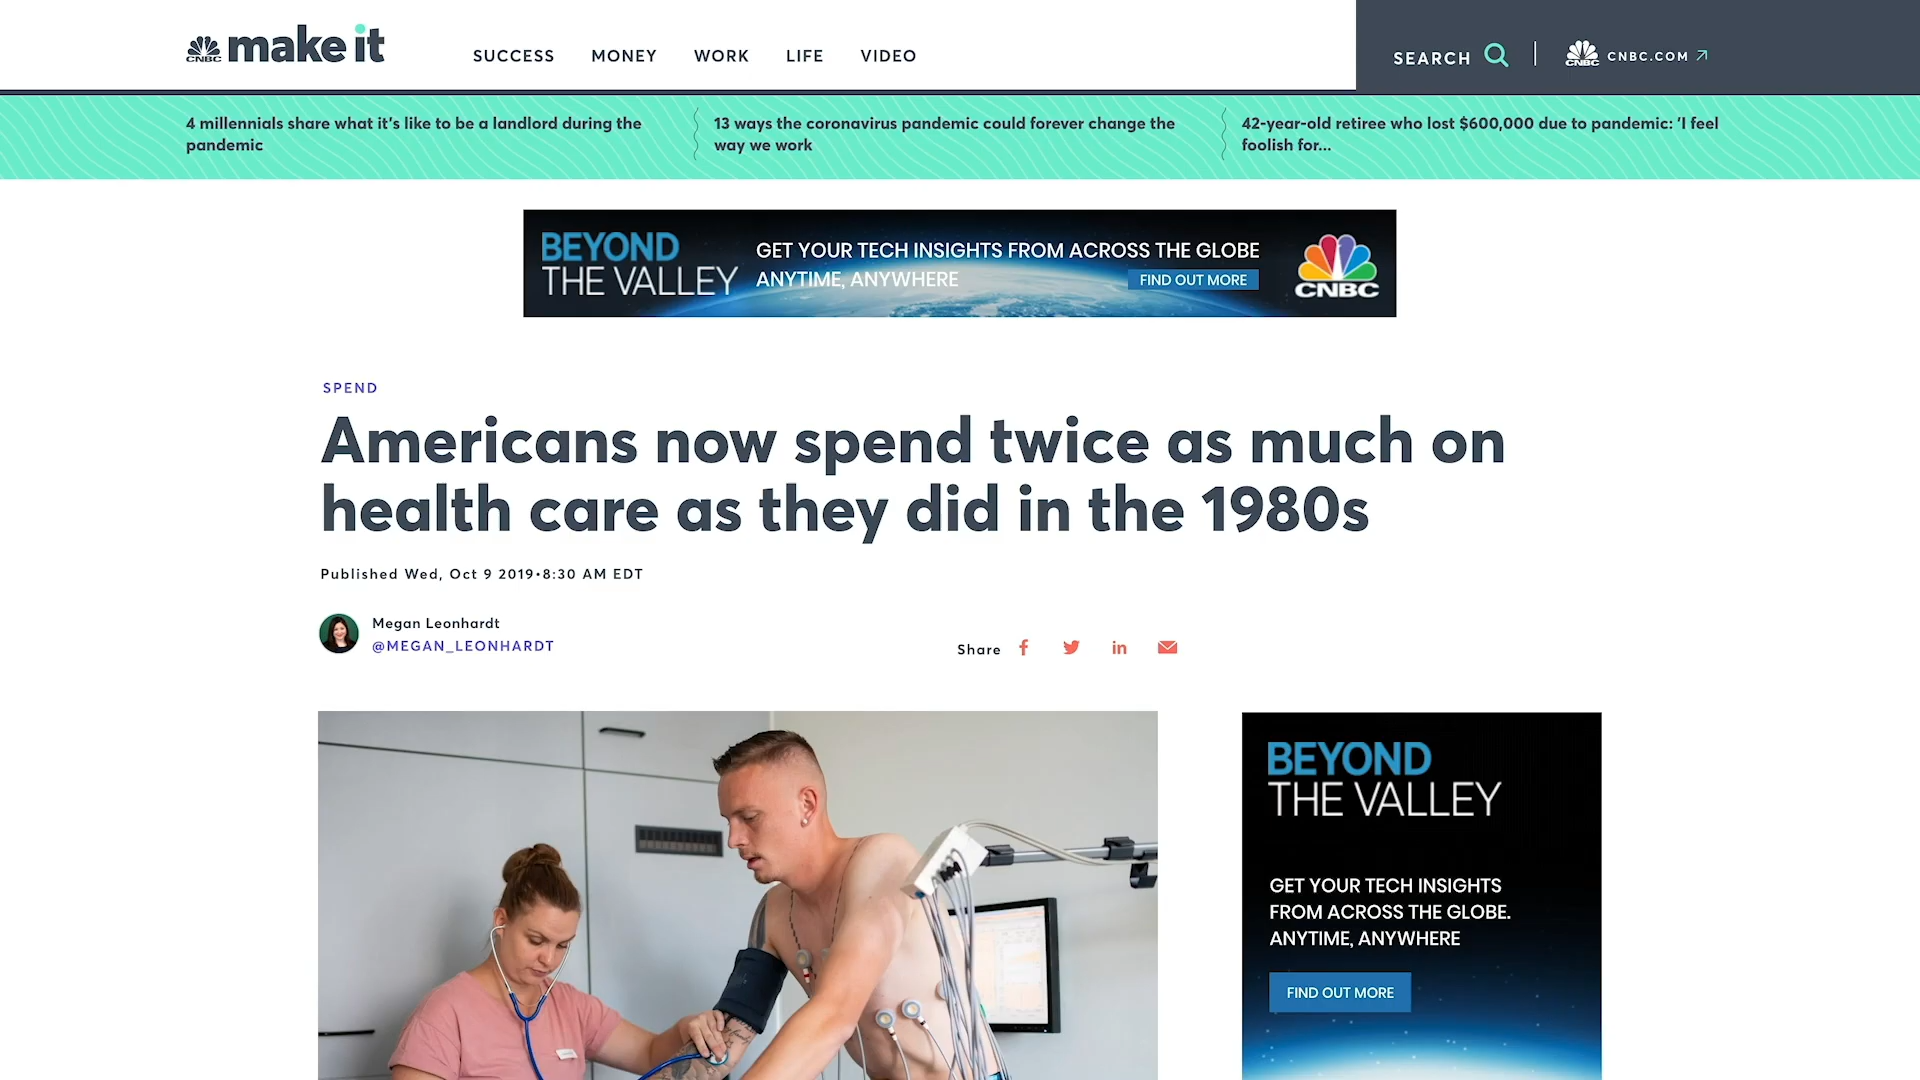 CNBC make it
SUCCESS MONEY WORK LIFE VIDEO
SEARCH
CNBC CNBC.COM
4 millennials share what it's like to be a landlord during the
pandemic
13 ways the coronavirus pandemic could forever change the
way we work
42-year-old retiree who lost $600,000 due to pandemic: 'I feel
foolish for...
BEYOND
THE VALLEY
GET YOUR TECH INSIGHTS FROM ACROSS THE GLOBE
ANYTIME, ANYWHERE
FIND OUT MORE
CNBC
SPEND
Americans now spend twice as much on
health care as they did in the 1980s
Published Wed, Oct 9 2019•8:30 AM EDT
Megan Leonhardt
@MEGAN_LEONHARDT
Share
BEYOND
THE VALLEY
GET YOUR TECH INSIGHTS
FROM ACROSS THE GLOBE.
ANYTIME, ANYWHERE
FIND OUT MORE